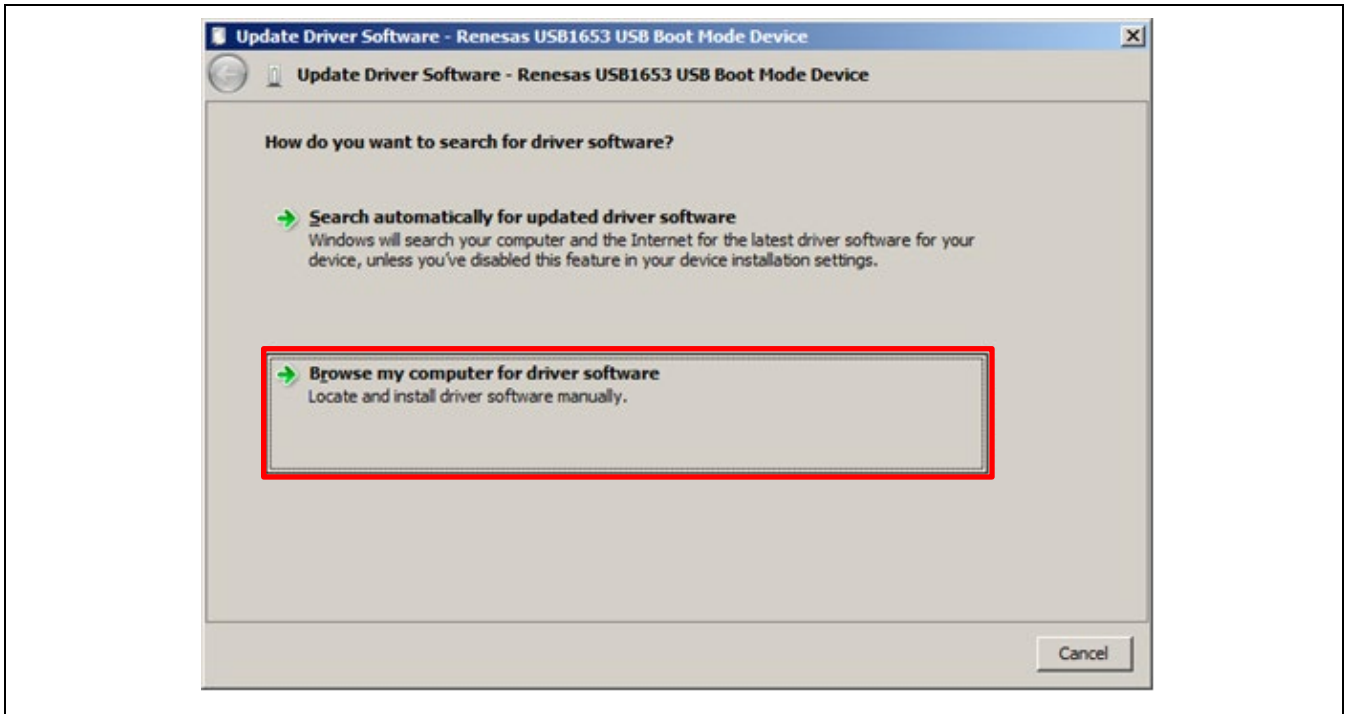 Update Driver Software - Renesas USB1653 USB Boot Mode Device
Update Driver Software - Renesas USB1653 USB Boot Mode Device
How do you want to search for driver software?
Search automatically for updated driver software
Windows will search your computer and the Internet for the latest driver software for your
device, unless you've disabled this feature in your device installation settings.
Browse my computer for driver software
Locate and install driver software manually.
Cancel